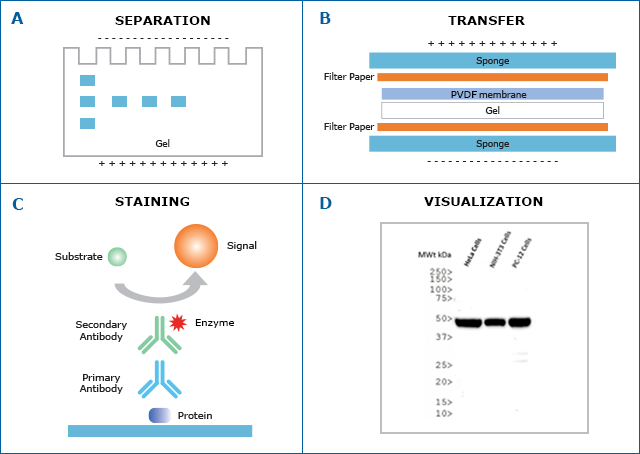 A
SEPARATION
- - - - - - - - - - - - - - - - - -
Gel
+ + + + + + + + + + + + +
B
TRANSFER
+ + + + + + + + + + + + +
Sponge
Filter Paper
PVDF membrane
Gel
Filter Paper
Sponge
- - - - - - - - - - - - - - - - - -
C
STAINING
Substrate
Signal
Secondary
Antibody
Enzyme
Primary
Antibody
Protein
D
VISUALIZATION
MWt kDa
HeLa Cells
NIH-3T3 Cells
PC-12 Cells
250>
150>
100>
75>
50>
37>
25>
20>
15>
10>